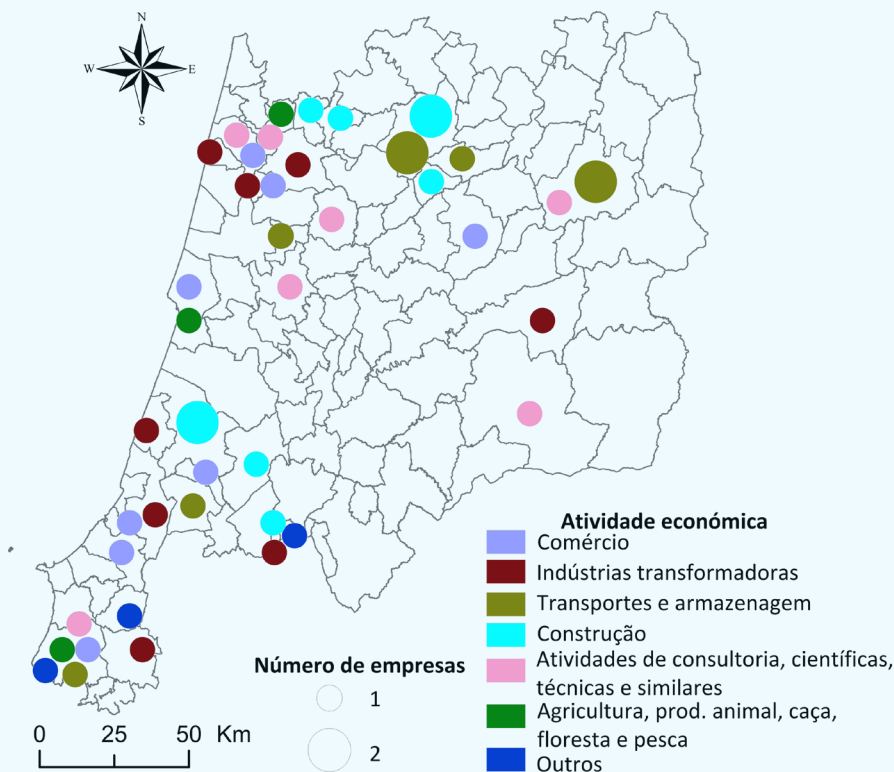 N
W E
S
Atividade económica
Comércio
Indústrias transformadoras
Transportes e armazenagem
Construção
Atividades de consultoria, científicas,
técnicas e similares
Agricultura, prod. animal, caça,
floresta e pesca
Outros
Número de empresas
1
2
0 25 50 Km